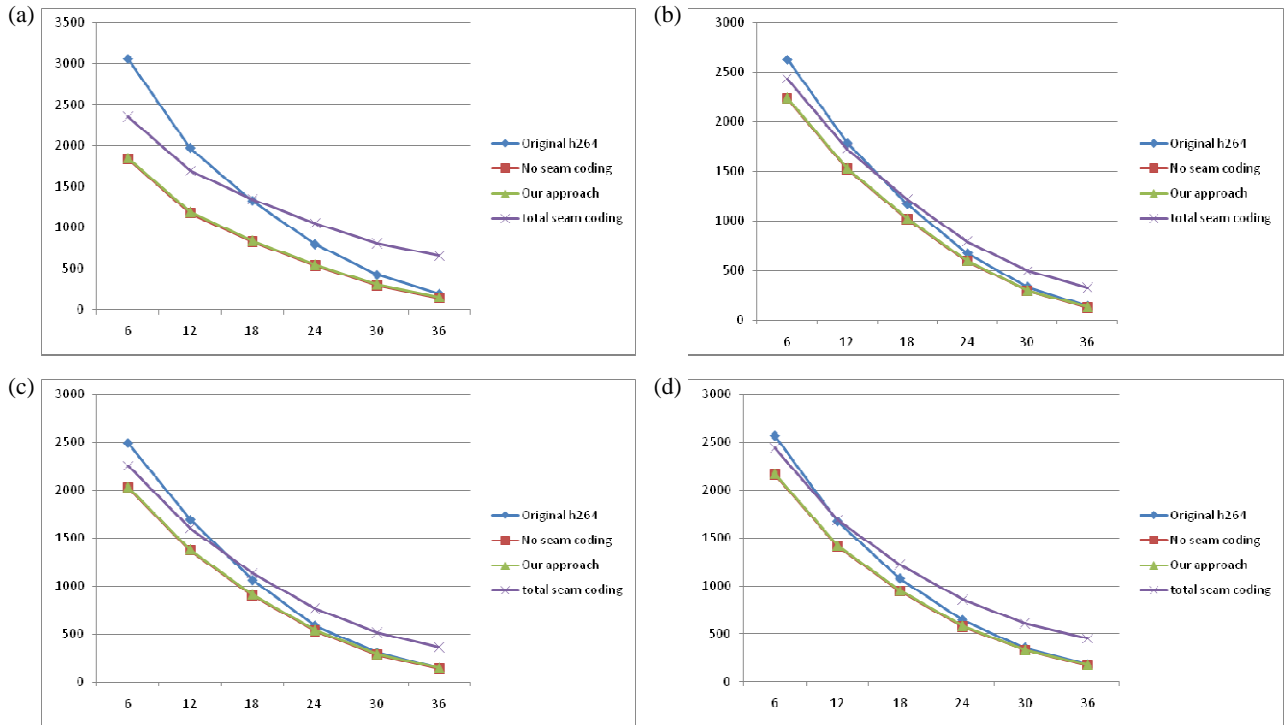 (a)
3500
3000
2500
2000
1500
1000
500
0
6 12 18 24 30 36
Original h264
No seam coding
Our approach
total seam coding
(b)
3000
2500
2000
1500
1000
500
0
6 12 18 24 30 36
Original h264
No seam coding
Our approach
total seam coding
(c)
3000
2500
2000
1500
1000
500
0
6 12 18 24 30 36
Original h264
No seam coding
Our approach
total seam coding
(d)
3000
2500
2000
1500
1000
500
0
6 12 18 24 30 36
Original h264
No seam coding
Our approach
total seam coding